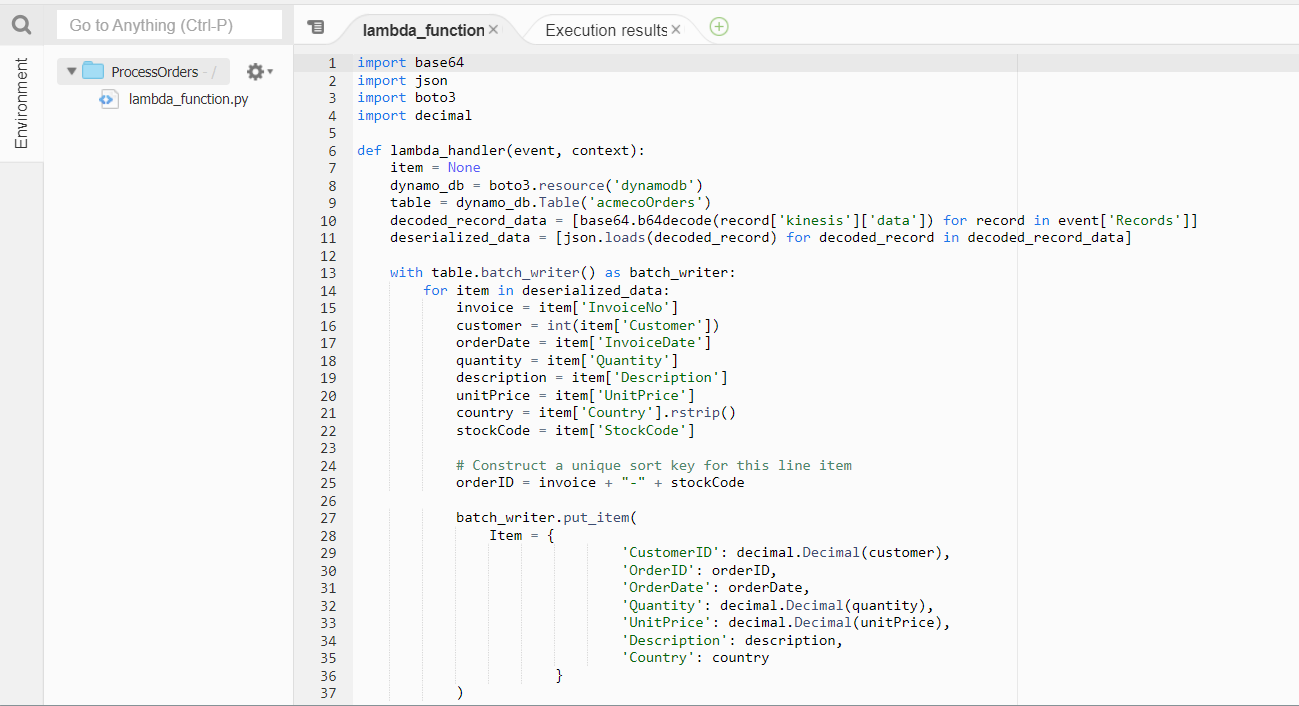 Go to Anything (Ctrl-P)
lambda_function
Execution results
Environment
ProcessOrders - /
lambda_function.py
1 import base64
2 import json
3 import boto3
4 import decimal
5
6 def lambda_handler(event, context):
7     item = None
8     dynamo_db = boto3.resource('dynamodb')
9     table = dynamo_db.Table('acmecoOrders')
10     decoded_record_data = [base64.b64decode(record['kinesis']['data']) for record in event['Records']]
11     deserialized_data = [json.loads(decoded_record) for decoded_record in decoded_record_data]
12
13     with table.batch_writer() as batch_writer:
14         for item in deserialized_data:
15             invoice = item['InvoiceNo']
16             customer = int(item['Customer'])
17             orderDate = item['InvoiceDate']
18             quantity = item['Quantity']
19             description = item['Description']
20             unitPrice = item['UnitPrice']
21             country = item['Country'].rstrip()
22             stockCode = item['StockCode']
23
24             # Construct a unique sort key for this line item
25             orderID = invoice + "-" + stockCode
26
27             batch_writer.put_item(
28                 Item = {
29                                 'CustomerID': decimal.Decimal(customer),
30                                 'OrderID': orderID,
31                                 'OrderDate': orderDate,
32                                 'Quantity': decimal.Decimal(quantity),
33                                 'UnitPrice': decimal.Decimal(unitPrice),
34                                 'Description': description,
35                                 'Country': country
36                         }
37             )